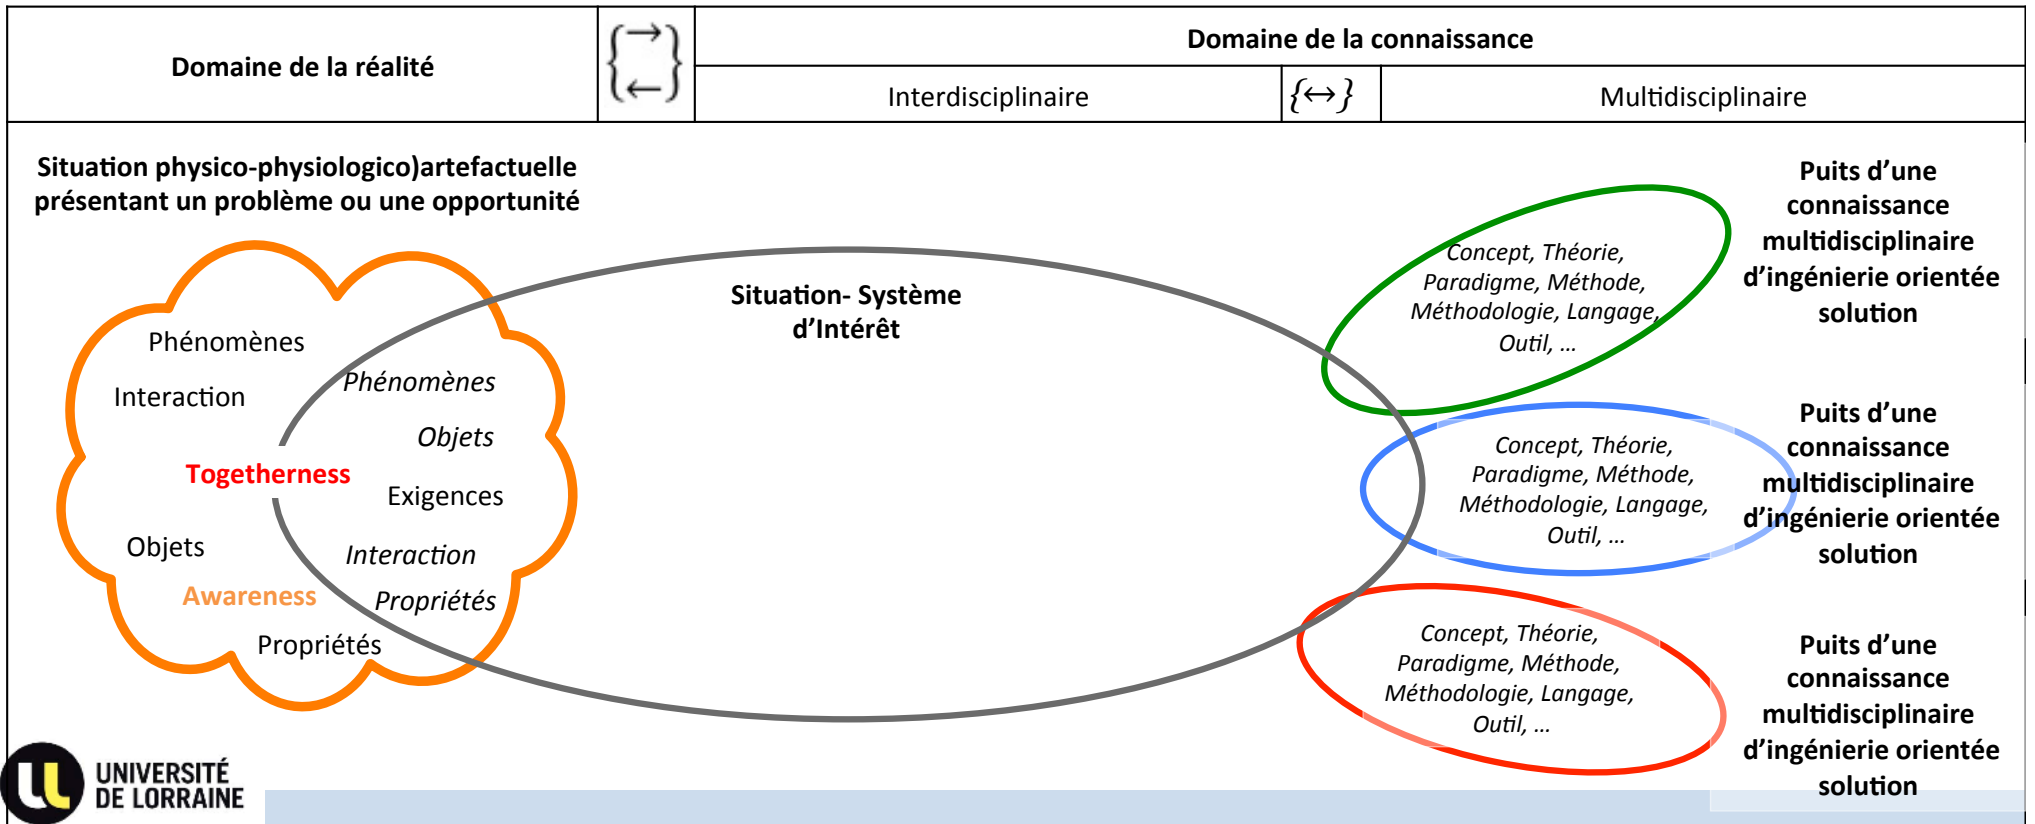 Domaine de la réalité
{→
←}
Domaine de la connaissance
Interdisciplinaire
{↔}
Multidisciplinaire
Situation physico-physiologico)artefactuelle
présentant un problème ou une opportunité
Phénomènes
Interaction
Phénomènes
Objets
Togetherness
Exigences
Objets
Interaction
Awareness
Propriétés
Propriétés
Situation- Système
d’Intérêt
Concept, Théorie,
Paradigme, Méthode,
Méthodologie, Langage,
Outil, ...
Puits d’une
connaissance
multidisciplinaire
d’ingénierie orientée
solution
Concept, Théorie,
Paradigme, Méthode,
Méthodologie, Langage,
Outil, ...
Puits d’une
connaissance
multidisciplinaire
d’ingénierie orientée
solution
Concept, Théorie,
Paradigme, Méthode,
Méthodologie, Langage,
Outil, ...
Puits d’une
connaissance
multidisciplinaire
d’ingénierie orientée
solution
UNIVERSITÉ
DE LORRAINE